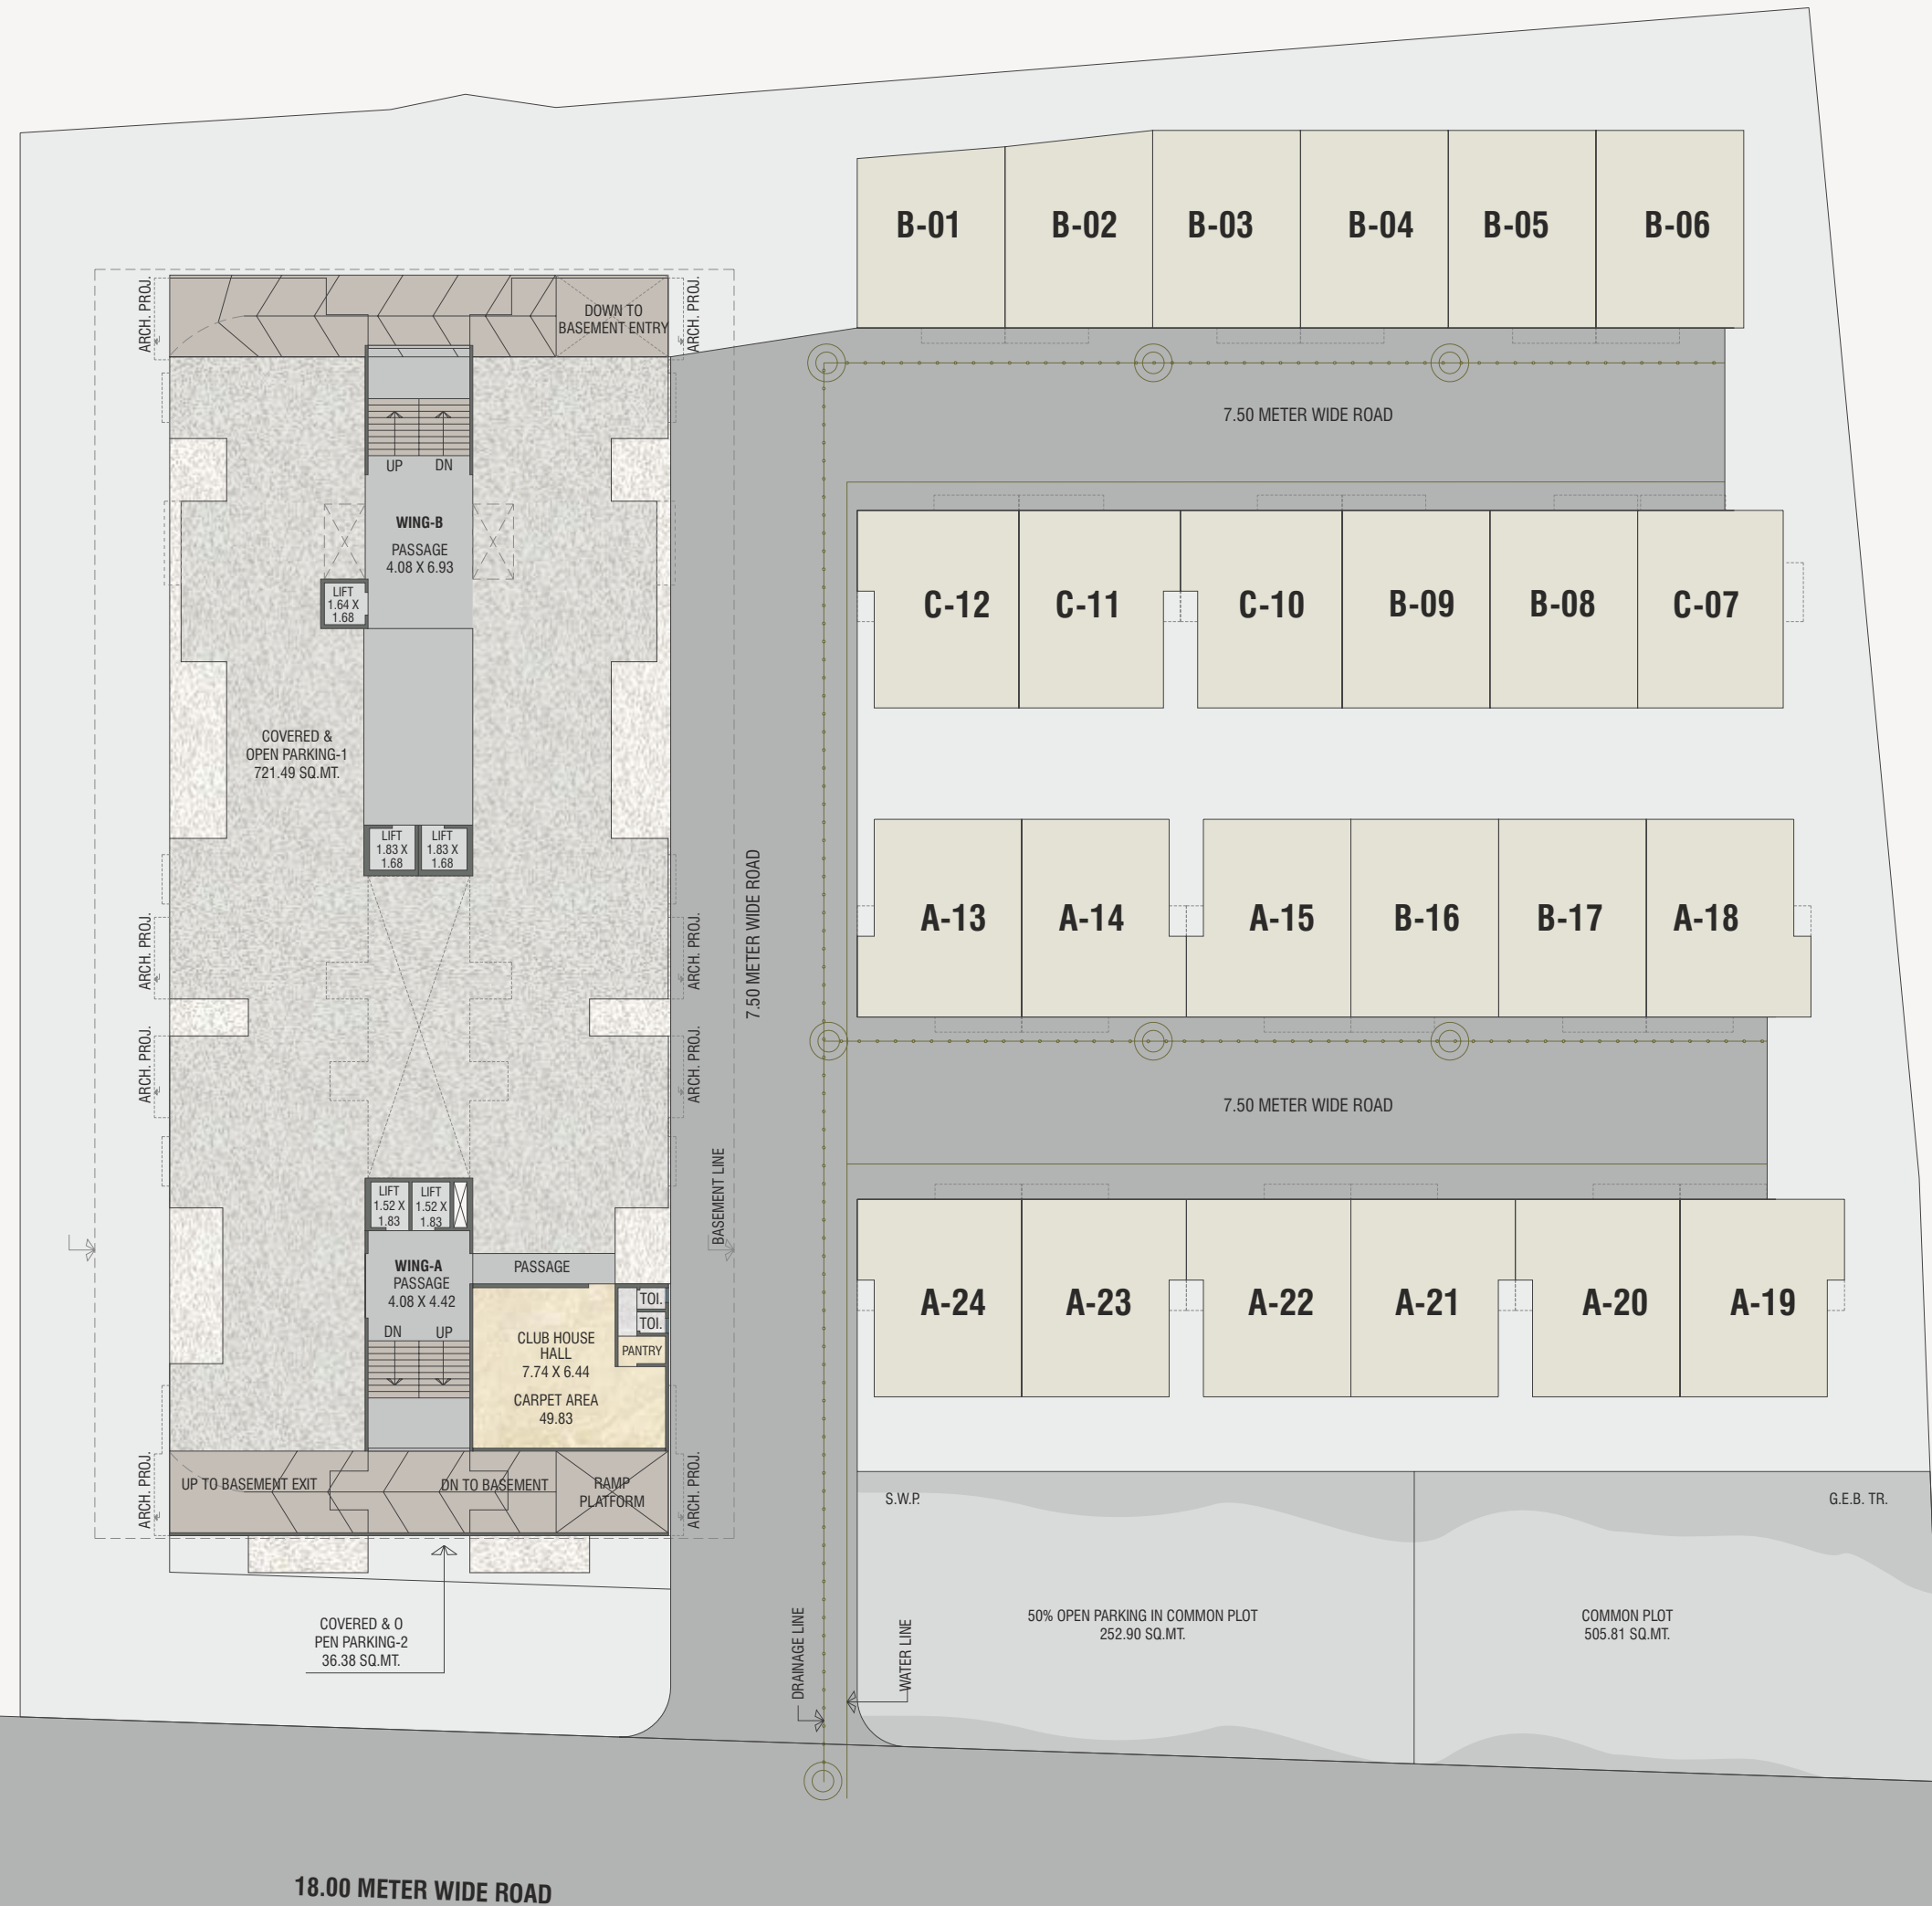 B-01
B-02
B-03
B-04
B-05
B-06
ARCH. PROJ.
DOWN TO
BASEMENT ENTRY
ARCH. PROJ.
7.50 METER WIDE ROAD
UP
DN
WING-B
PASSAGE
4.08 X 6.93
LIFT
1.64 X
1.68
C-12
C-11
C-10
B-09
B-08
C-07
COVERED &
OPEN PARKING-1
721.49 SQ.MT.
LIFT
1.83 X
1.68
LIFT
1.83 X
1.68
7.50 METER WIDE ROAD
A-13
A-14
A-15
B-16
B-17
A-18
ARCH. PROJ.
ARCH. PROJ.
ARCH. PROJ.
ARCH. PROJ.
7.50 METER WIDE ROAD
BASEMENT LINE
LIFT
1.52 X
1.83
LIFT
1.52 X
1.83
WING-A
PASSAGE
4.08 X 4.42
PASSAGE
DN
UP
TOI.
TOI.
PANTRY
CLUB HOUSE
HALL
7.74 X 6.44
CARPET AREA
49.83
A-24
A-23
A-22
A-21
A-20
A-19
ARCH. PROJ.
UP TO BASEMENT EXIT
DN TO BASEMENT
RAMP
PLATFORM
ARCH. PROJ.
S.W.P.
G.E.B. TR.
COVERED & O
PEN PARKING-2
36.38 SQ.MT.
DRAINAGE LINE
WATER LINE
50% OPEN PARKING IN COMMON PLOT
252.90 SQ.MT.
COMMON PLOT
505.81 SQ.MT.
18.00 METER WIDE ROAD